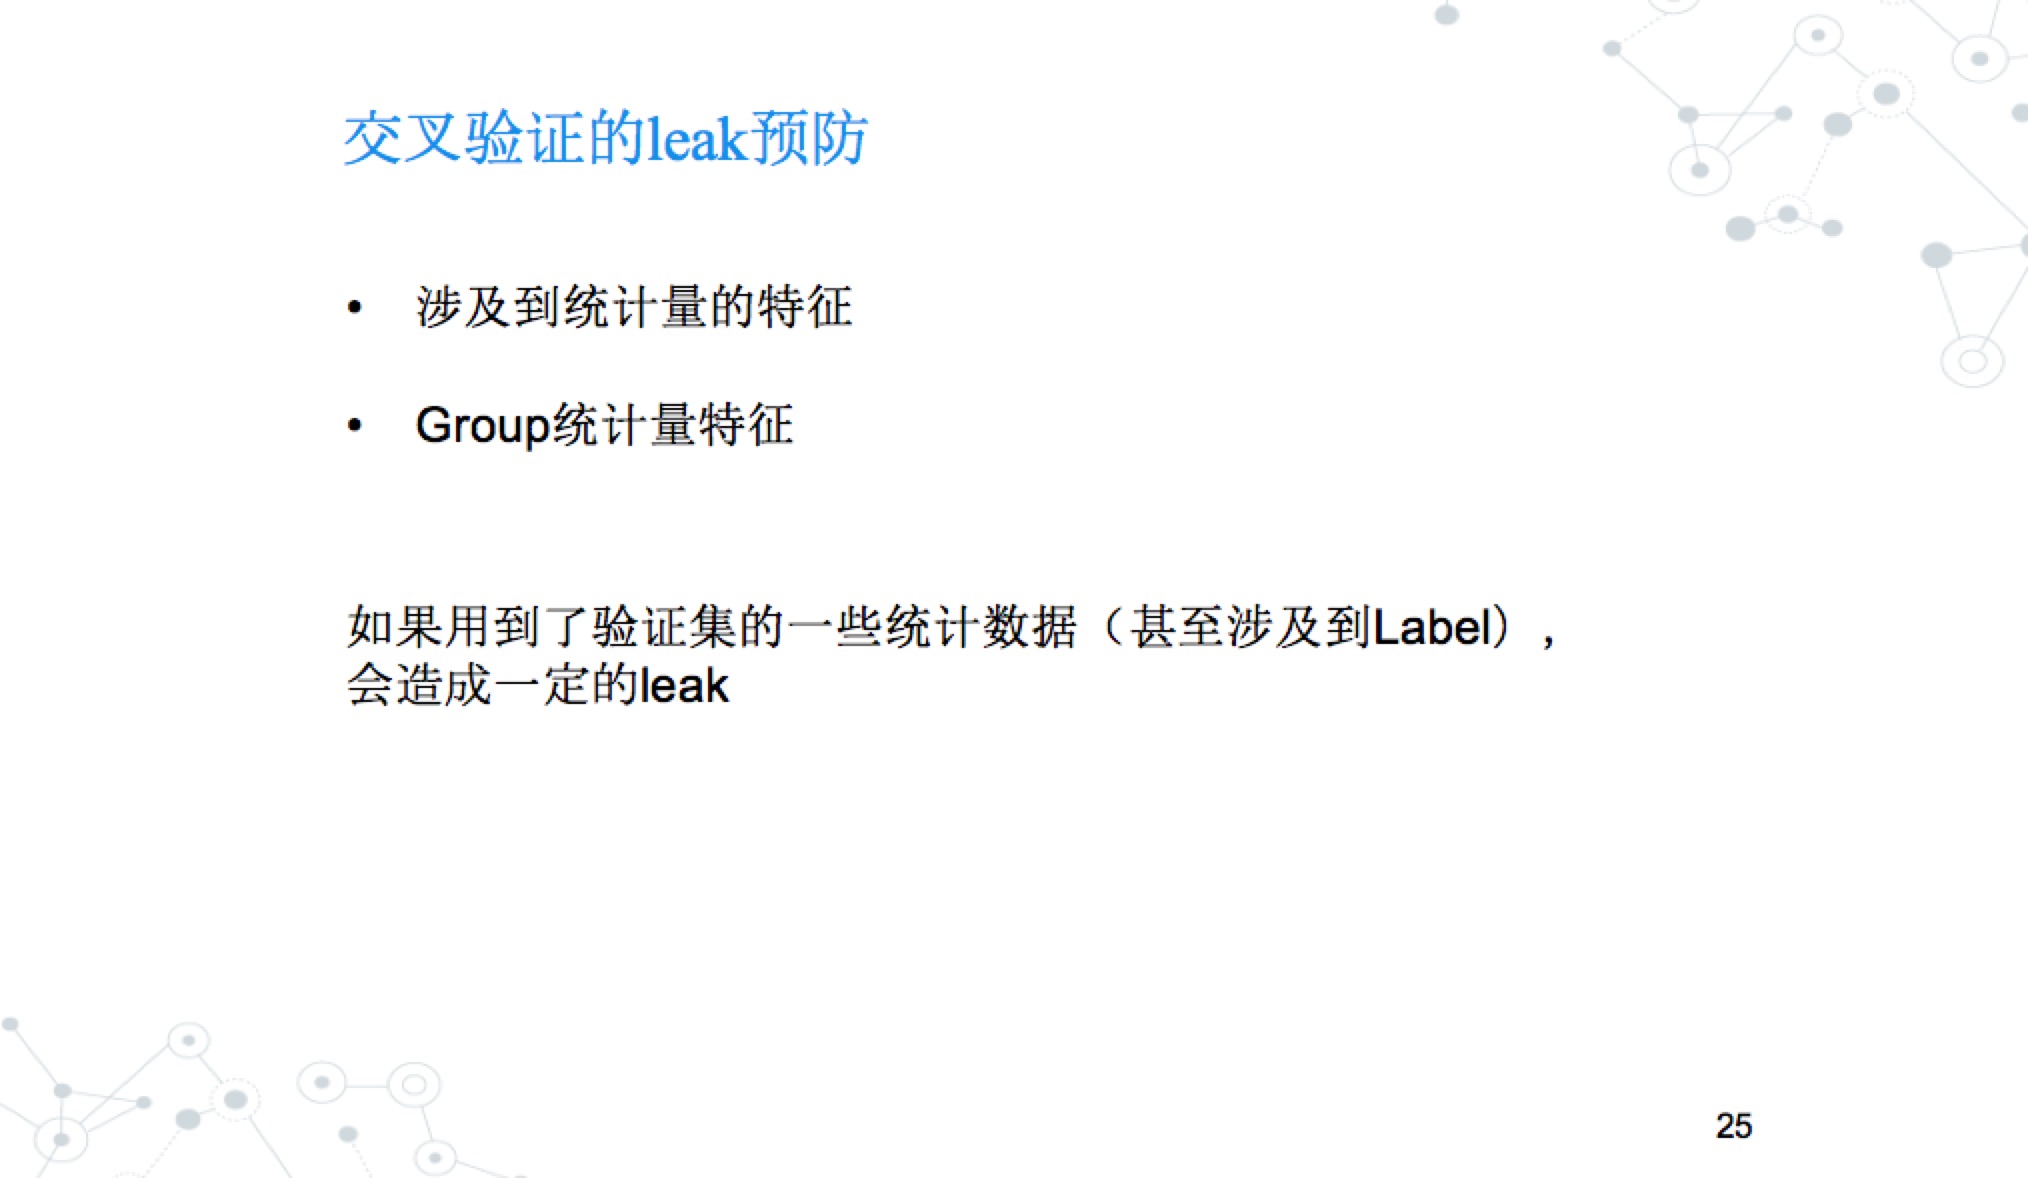 交叉验证的leak预防
• 涉及到统计量的特征
• Group统计量特征
如果用到了验证集的一些统计数据（甚至涉及到Label），
会造成一定的leak
25